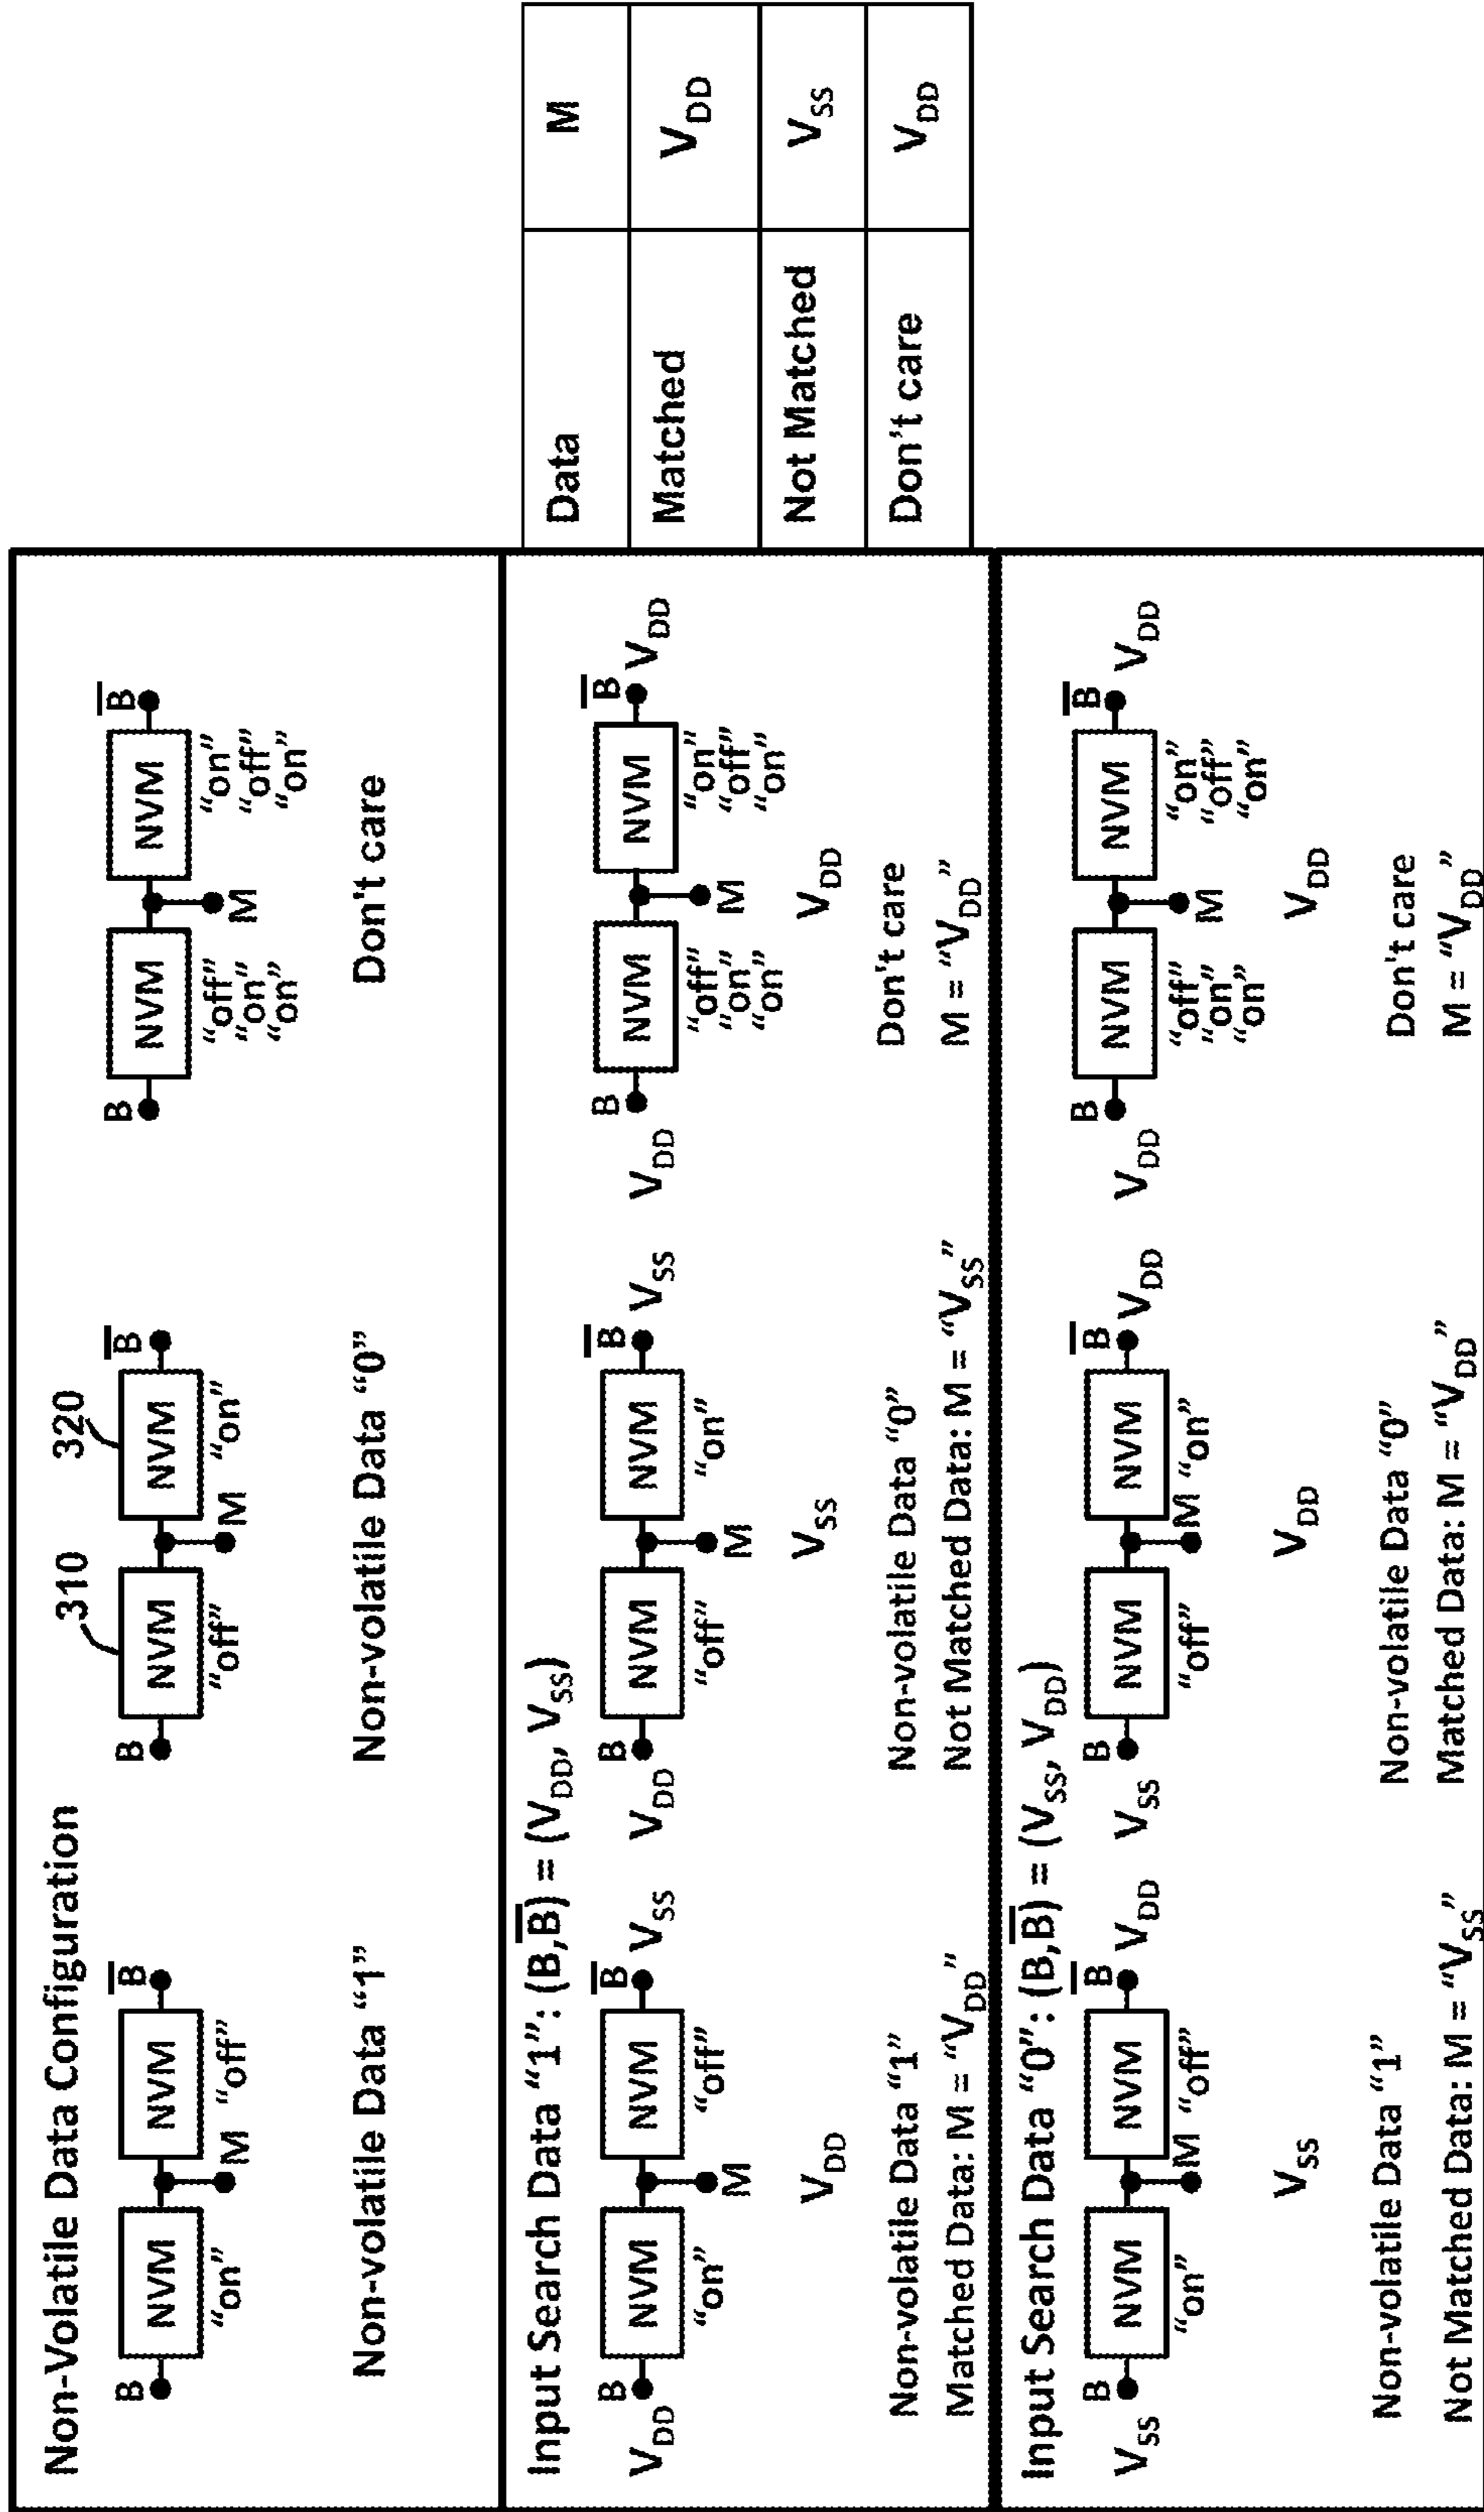 Non-Volatile Data Configuration
310
320
B
NVM
NVM
B
"on"
M
"off"
Non-volatile Data "1"
B
NVM
NVM
B
"off"
M
"on"
Non-volatile Data "0"
B
NVM
NVM
B
"off"
"on"
"on"
M
"on"
"off"
"on"
Don't care
Input Search Data "1": (B,B) = (VDD, VSS)
B
NVM
NVM
B
VDD
VSS
"on"
"off"
M
VDD
Non-volatile Data "1"
Matched Data: M = "VDD"
B
NVM
NVM
B
VDD
VSS
"off"
"on"
M
VSS
Non-volatile Data "0"
Not Matched Data: M = "VSS"
B
NVM
NVM
B
VDD
VDD
"off"
"on"
"on"
M
"on"
"off"
"on"
VDD
Don't care
M = "VDD"
Input Search Data "0": (B,B) = (VSS, VDD)
B
NVM
NVM
B
VSS
VDD
"on"
M
"off"
VSS
Non-volatile Data "1"
Not Matched Data: M = "VSS"
B
NVM
NVM
B
VSS
VDD
"off"
M
"on"
VDD
Non-volatile Data "0"
Matched Data: M = "VDD"
B
NVM
NVM
B
VDD
VDD
"off"
"on"
"on"
M
"on"
"off"
"on"
VDD
Don't care
M = "VDD"
Data M
Matched VDD
Not Matched VSS
Don't care VDD